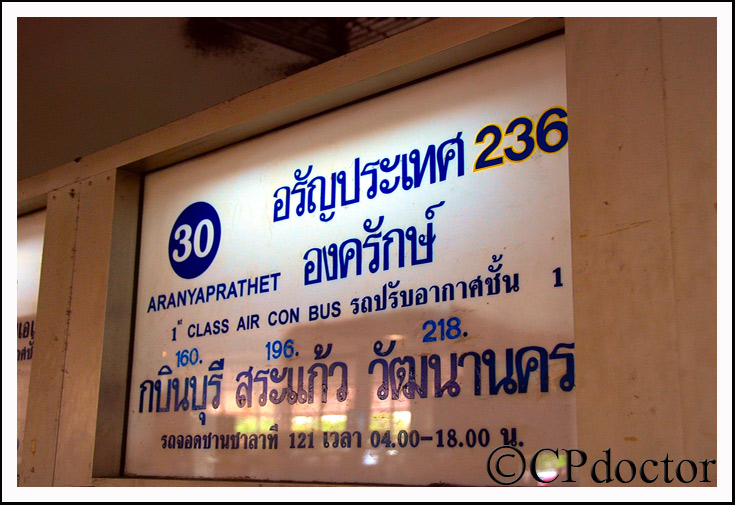 อรัญประเทศ 236
30
องครักษ์
ARANYAPRATHET
1ST CLASS AIR CON BUS รถปรับอากาศชั้น 1
160. 196. 218.
กบินบุรี สระแก้ว วัฒนานคร
รถจอดชานชาลาที่ 121 เวลา 04.00-18.00 น.
©CPdoctor